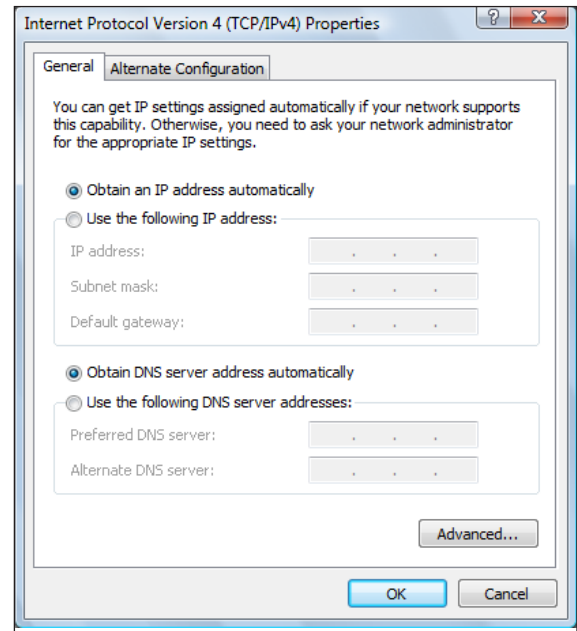 Internet Protocol Version 4 (TCP/IPv4) Properties
General
Alternate Configuration
You can get IP settings assigned automatically if your network supports
this capability. Otherwise, you need to ask your network administrator
for the appropriate IP settings.
Obtain an IP address automatically
Use the following IP address:
IP address:
Subnet mask:
Default gateway:
Obtain DNS server address automatically
Use the following DNS server addresses:
Preferred DNS server:
Alternate DNS server:
Advanced...
OK
Cancel